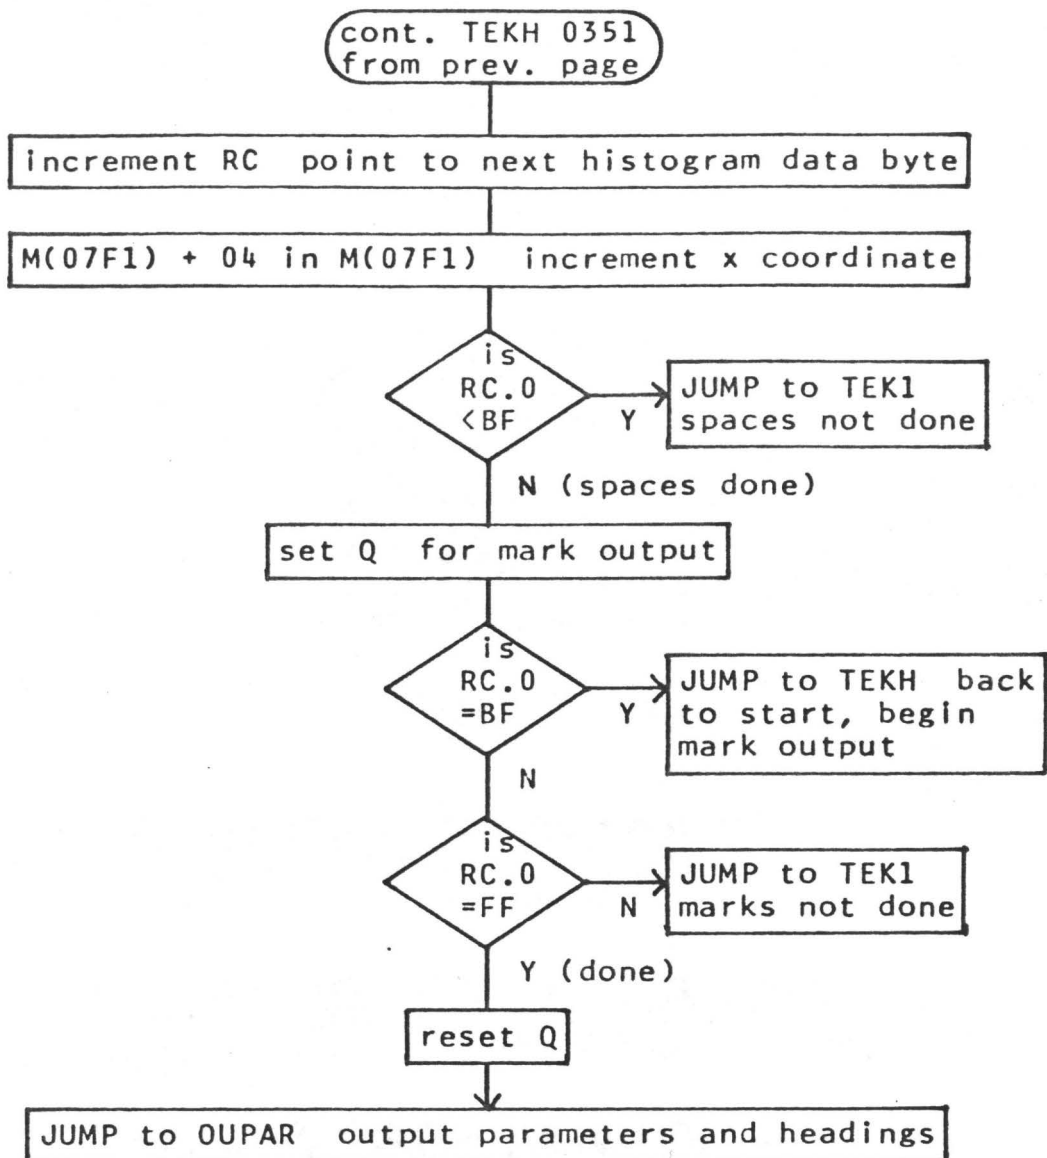 cont. TEKH 0351
from prev. page
increment RC point to next histogram data byte
M(07F1) + 04 in M(07F1) increment x coordinate
is
RC.0
<BF
Y
JUMP to TEK1
spaces not done
N (spaces done)
set Q for mark output
is
RC.0
=BF
Y
JUMP to TEKH back
to start, begin
mark output
N
is
RC.0
=FF
N
JUMP to TEK1
marks not done
Y (done)
reset Q
JUMP to OUPAR output parameters and headings